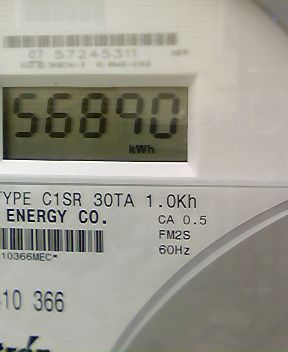 07 57245311
56890
kWh
TYPE C1SR 30TA 1.0Kh
ENERGY CO.
CA 0.5
FM2S
60Hz
10366MEC*
10 366